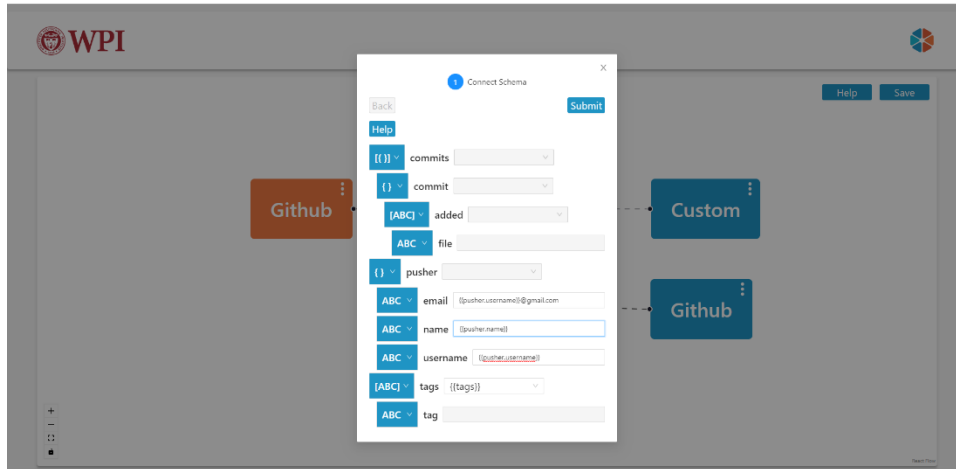 WPI
Connect Schema
1
Help
Save
Back
Submit
Help
[{ }] commits
{ } commit
Github
[ABC] added
Custom
ABC file
{ } pusher
ABC email {{pusher.username}}@gmail.com
Github
ABC name {{pusher.name}}
ABC username {{pusher.username}}
[ABC] tags {{tags}}
ABC tag
React Flow